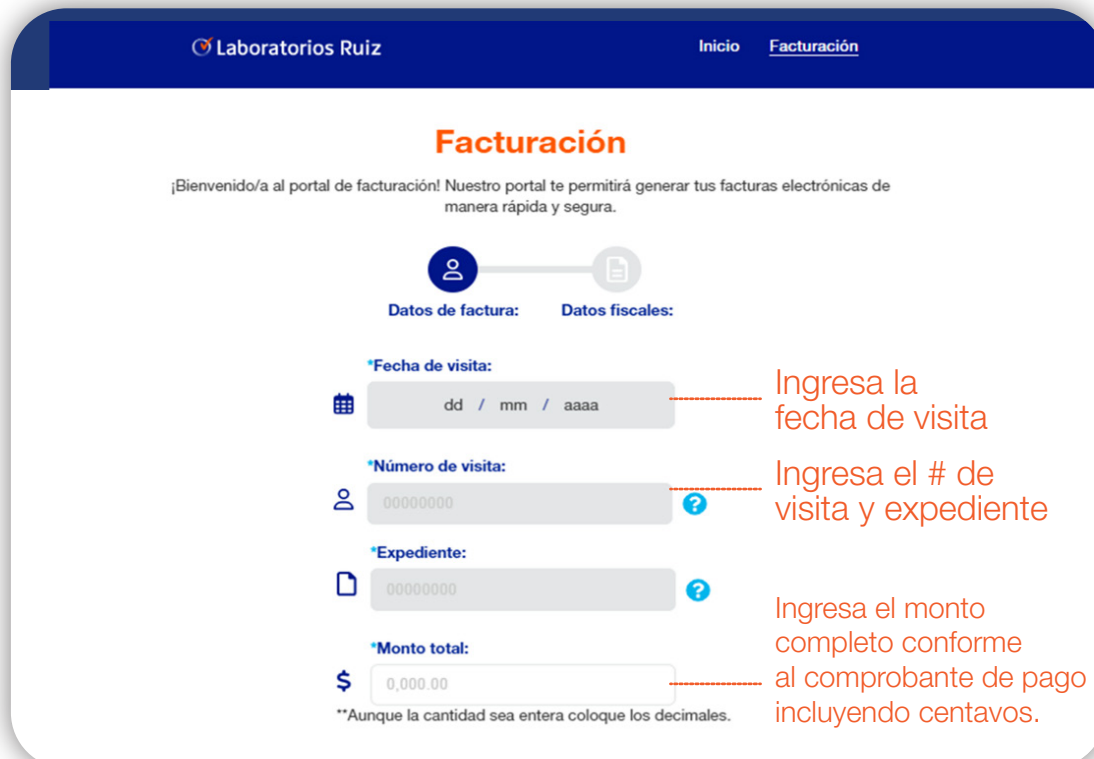 Laboratorios Ruiz
Inicio
Facturación
Facturación
¡Bienvenido/a al portal de facturación! Nuestro portal te permitirá generar tus facturas electrónicas de
manera rápida y segura.
Datos de factura:
Datos fiscales:
*Fecha de visita:
dd / mm / aaaa
Ingresa la
fecha de visita
*Número de visita:
00000000
?
Ingresa el # de
visita y expediente
*Expediente:
00000000
?
*Monto total:
$
0,000.00
**Aunque la cantidad sea entera coloque los decimales.
Ingresa el monto
completo conforme
al comprobante de pago
incluyendo centavos.